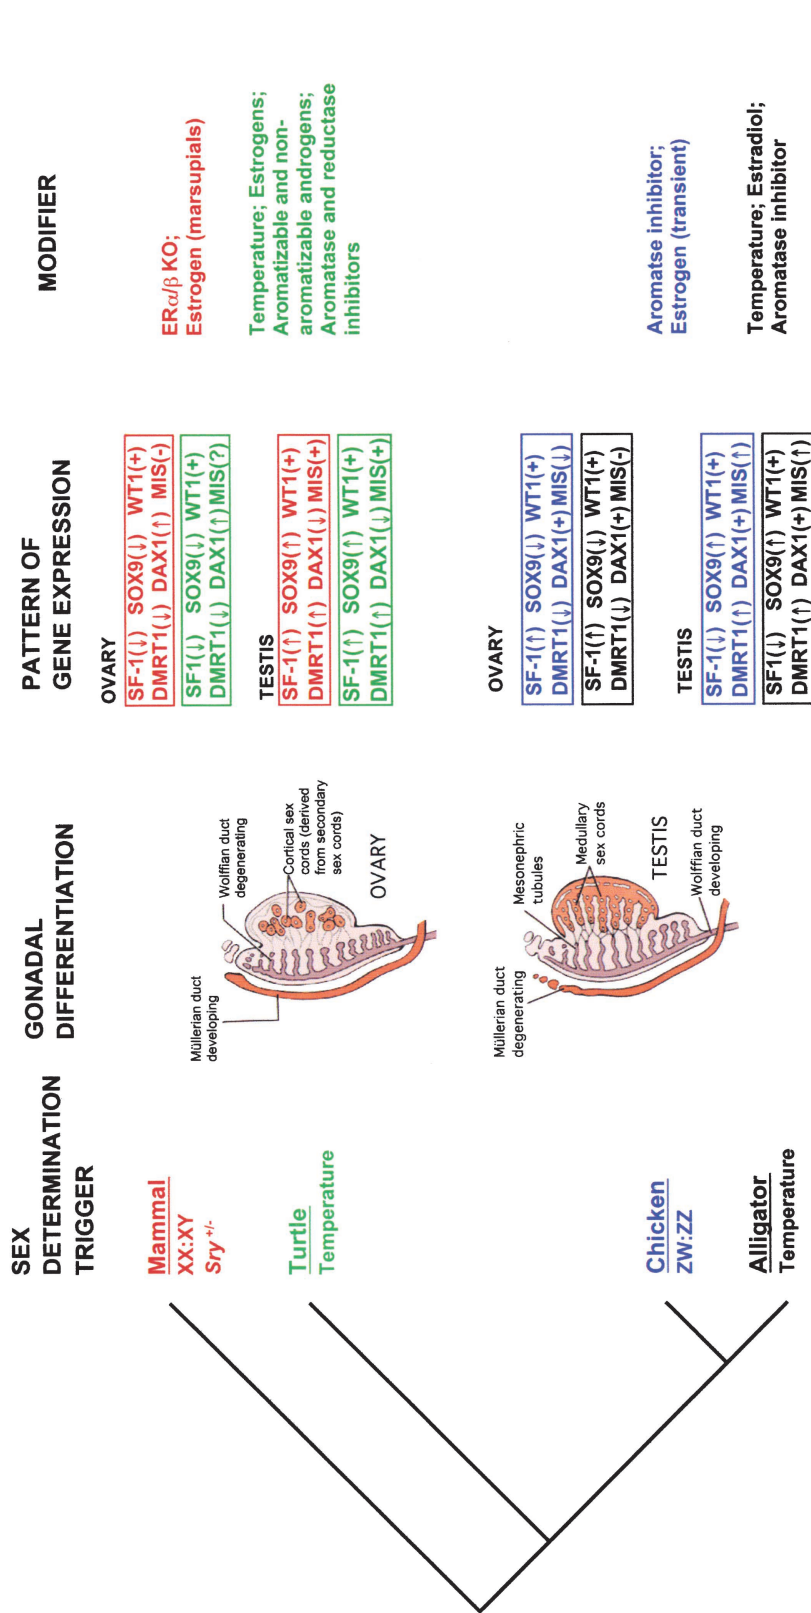 SEX
DETERMINATION
TRIGGER
GONADAL
DIFFERENTIATION
PATTERN OF
GENE EXPRESSION
MODIFIER
Mammal
XX:XY
Sry +/-
Turtle
Temperature
Chicken
ZW:ZZ
Alligator
Temperature
Müllerian duct
developing
Wolffian duct
degenerating
Cortical sex
cords (derived
from secondary
sex cords)
OVARY
Müllerian duct
degenerating
Mesonephric
tubules
Medullary
sex cords
TESTIS
Wolffian duct
developing
OVARY
SF-1(↓) SOX9(↓) WT1(+)
DMRT1(↓) DAX1(↑) MIS(-)
SF1(↓) SOX9(↓) WT1(+)
DMRT1(↓) DAX1(↑) MIS(?)
TESTIS
SF-1(↑) SOX9(↑) WT1(+)
DMRT1(↑) DAX1(↓) MIS(+)
SF-1(↑) SOX9(↑) WT1(+)
DMRT1(↑) DAX1(↓) MIS(+)
OVARY
SF-1(↑) SOX9(↓) WT1(+)
DMRT1(↓) DAX1(+) MIS(↓)
SF-1(↑) SOX9(↓) WT1(+)
DMRT1(↓) DAX1(+) MIS(-)
TESTIS
SF-1(↓) SOX9(↑) WT1(+)
DMRT1(↑) DAX1(+) MIS(↑)
SF1(↓) SOX9(↑) WT1(+)
DMRT1(↑) DAX1(+) MIS(↑)
ERα/β KO;
Estrogen (marsupials)
Temperature; Estrogens;
Aromatizable and non-
aromatizable androgens;
Aromatase and reductase
inhibitors
Aromatse inhibitor;
Estrogen (transient)
Temperature; Estradiol;
Aromatase inhibitor